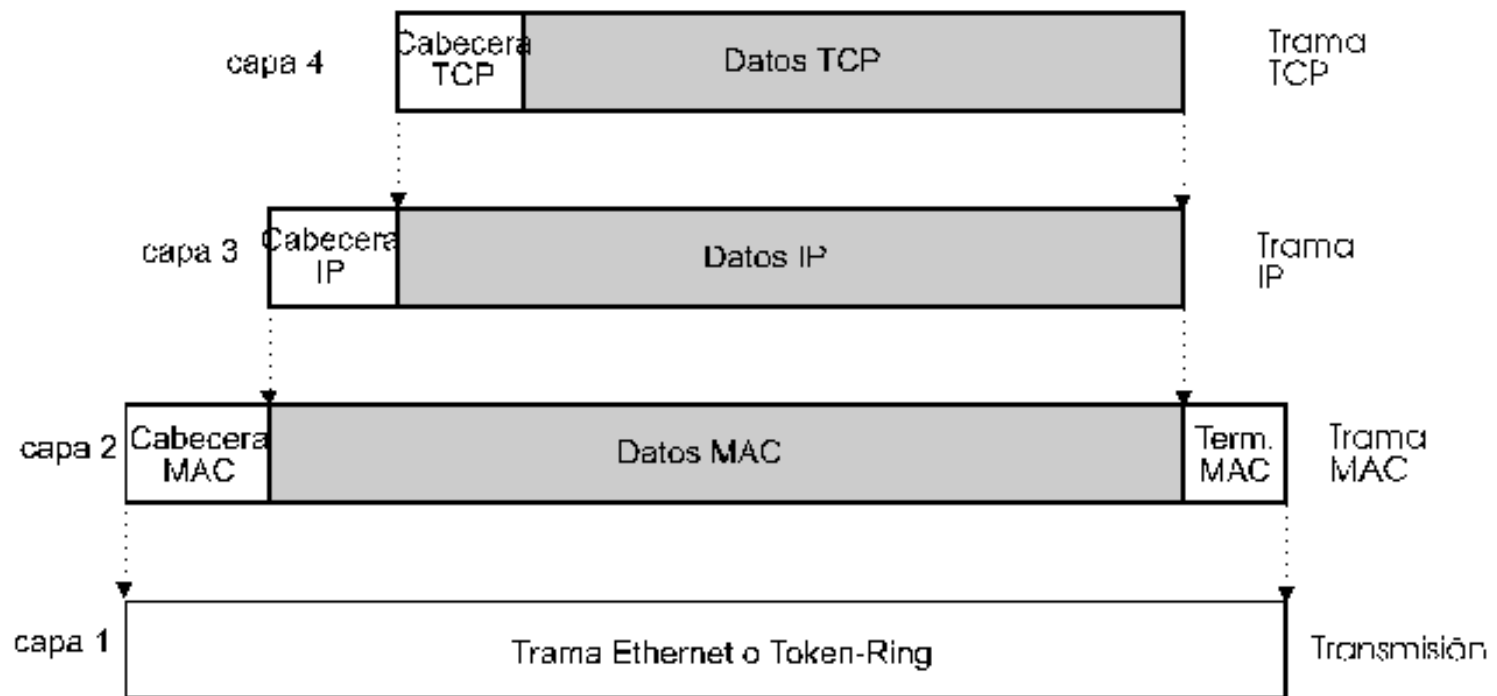 capa 4
Cabecera
TCP
Datos TCP
Trama
TCP
capa 3
Cabecera
IP
Datos IP
Trama
IP
capa 2
Cabecera
MAC
Datos MAC
Term.
MAC
Trama
MAC
capa 1
Trama Ethernet o Token-Ring
Transmisión